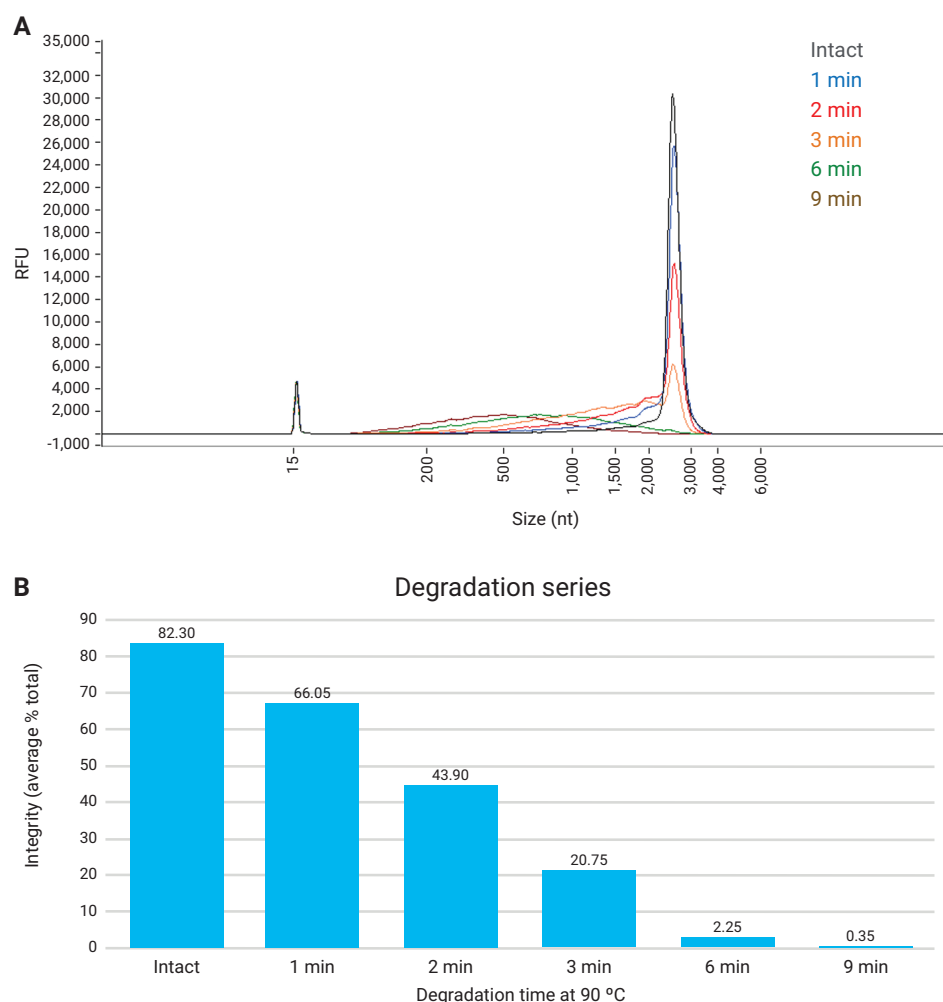 A
35,000
32,000
30,000
28,000
26,000
24,000
22,000
20,000
18,000
16,000
14,000
12,000
10,000
8,000
6,000
4,000
2,000
-1,000
RFU
Intact
1 min
2 min
3 min
6 min
9 min
15
200
500
1,000
1,500
2,000
3,000
4,000
6,000
Size (nt)
B
Degradation series
Integrity (average % total)
90
80
70
60
50
40
30
20
10
0
82.30
66.05
43.90
20.75
2.25
0.35
Intact
1 min
2 min
3 min
6 min
9 min
Degradation time at 90 ºC